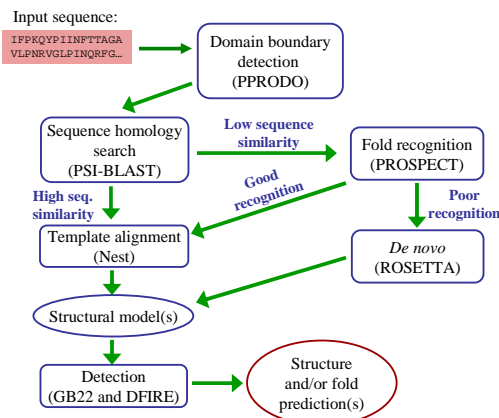 Input sequence:
IFPKQYPIINFTTAGA
VLPNRVGLPINQRFG…
Domain boundary
detection
(PPRODO)
Sequence homology
search
(PSI-BLAST)
Low sequence
similarity
Fold recognition
(PROSPECT)
High seq.
similarity
Good
recognition
Poor
recognition
Template alignment
(Nest)
De novo
(ROSETTA)
Structural model(s)
Detection
(GB22 and DFIRE)
Structure
and/or fold
prediction(s)